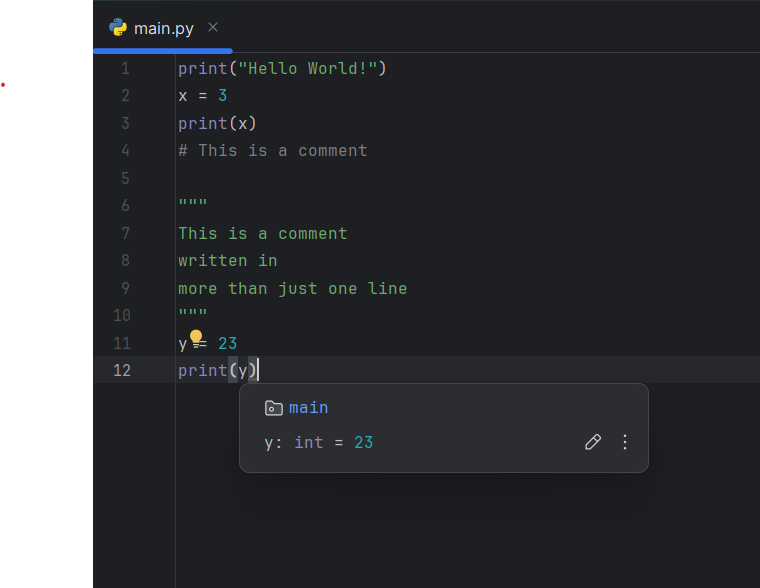 main.py
1 print("Hello World!")
2 x = 3
3 print(x)
4 # This is a comment
5
6 """
7 This is a comment
8 written in
9 more than just one line
10 """
11 y = 23
12 print(y)
main
y: int = 23